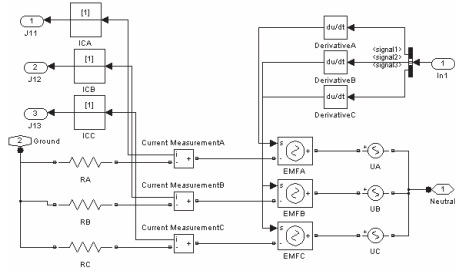 [1]
1
J11
ICA
du/dt
<signal1>
DerivativeA
<signal2>
<signal3>
1
In1
[1]
2
J12
ICB
du/dt
DerivativeB
[1]
3
J13
ICC
du/dt
DerivativeC
2
Ground
Current MeasurementA
i
+
-
s
-
+
+
RA
EMFA
UA
Current MeasurementB
i
+
-
s
-
+
+
1
Neutral
RB
EMFB
UB
Current MeasurementC
i
+
-
s
-
+
+
RC
EMFC
UC